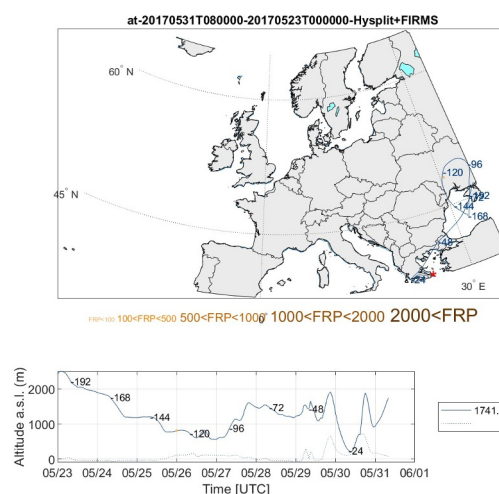 at-20170531T080000-20170523T000000-Hysplit+FIRMS
60° N
45° N
-120
-96
-192
-144
-168
-48
-24
30° E
0°
FRP<100 100<FRP<500 500<FRP<1000 1000<FRP<2000 2000<FRP
Altitude a.s.l. (m)
2000
1000
0
-192
-168
-144
-120
-96
-72
-48
-24
1741.
05/23 05/24 05/25 05/26 05/27 05/28 05/29 05/30 05/31 06/01
Time [UTC]